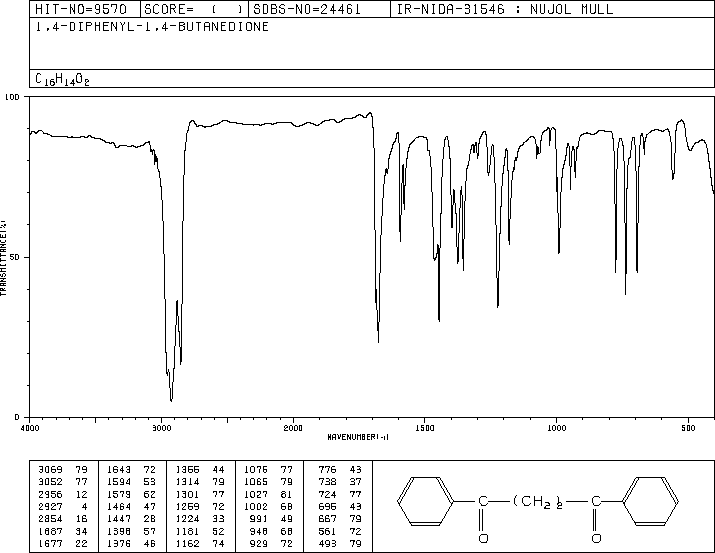 HIT-NO=9570 SCORE= ( ) SDBS-NO=24461 IR-NIDA-31546 : NUJOL MULL
1,4-DIPHENYL-1,4-BUTANEDIONE
C16H14O2
100
50
0
TRANSMITTANCE(%)
4000 3000 2000 1500 1000 500
WAVENUMBER(-1)
3069 79 1643 72 1366 44 1076 77 776 43
3052 77 1594 53 1314 79 1065 79 738 37
2956 12 1579 62 1301 77 1027 81 724 77
2927 4 1464 47 1259 72 1002 68 695 43
2854 16 1447 28 1224 33 991 49 667 79
1687 34 1398 57 1181 52 948 68 561 72
1677 22 1376 46 1162 74 929 72 493 79
C (CH2)2 C
O O